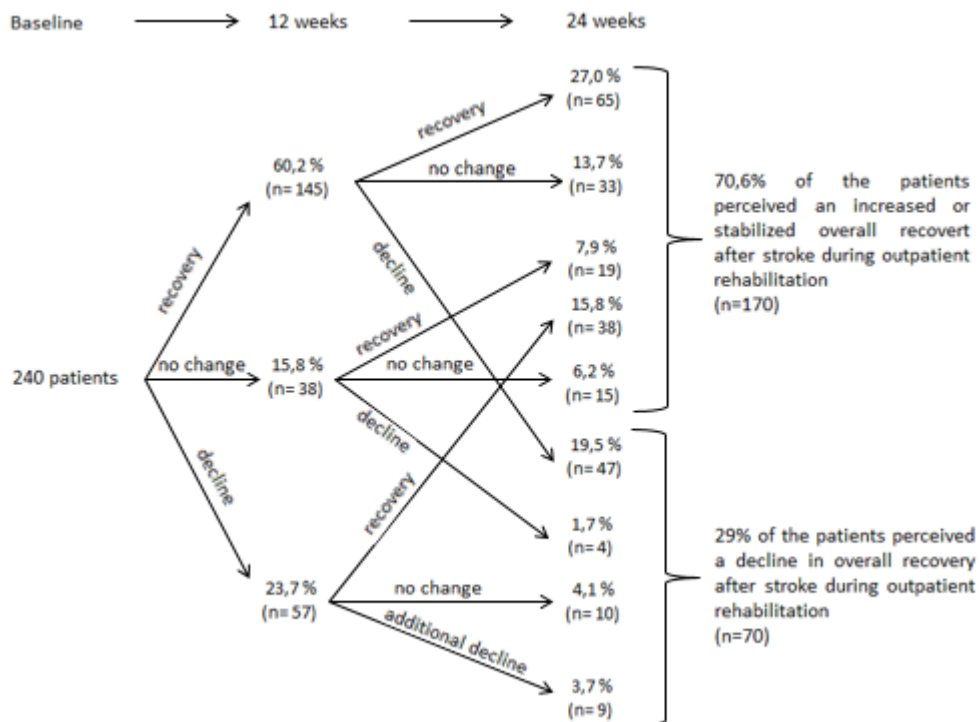 Baseline
12 weeks
24 weeks
27,0 %
(n= 65)
recovery
60,2 %
(n= 145)
no change
13,7 %
(n= 33)
70,6% of the patients
perceived an increased or
stabilized overall recovert
after stroke during outpatient
rehabilitation
(n=170)
recovery
decline
7,9 %
(n= 19)
recovery
15,8 %
(n= 38)
240 patients
no change
15,8 %
(n= 38)
no change
6,2 %
(n= 15)
decline
decline
recovery
19,5 %
(n= 47)
1,7 %
(n= 4)
29% of the patients perceived
a decline in overall recovery
after stroke during outpatient
rehabilitation
(n=70)
23,7 %
(n= 57)
no change
4,1 %
(n= 10)
additional decline
3,7 %
(n= 9)